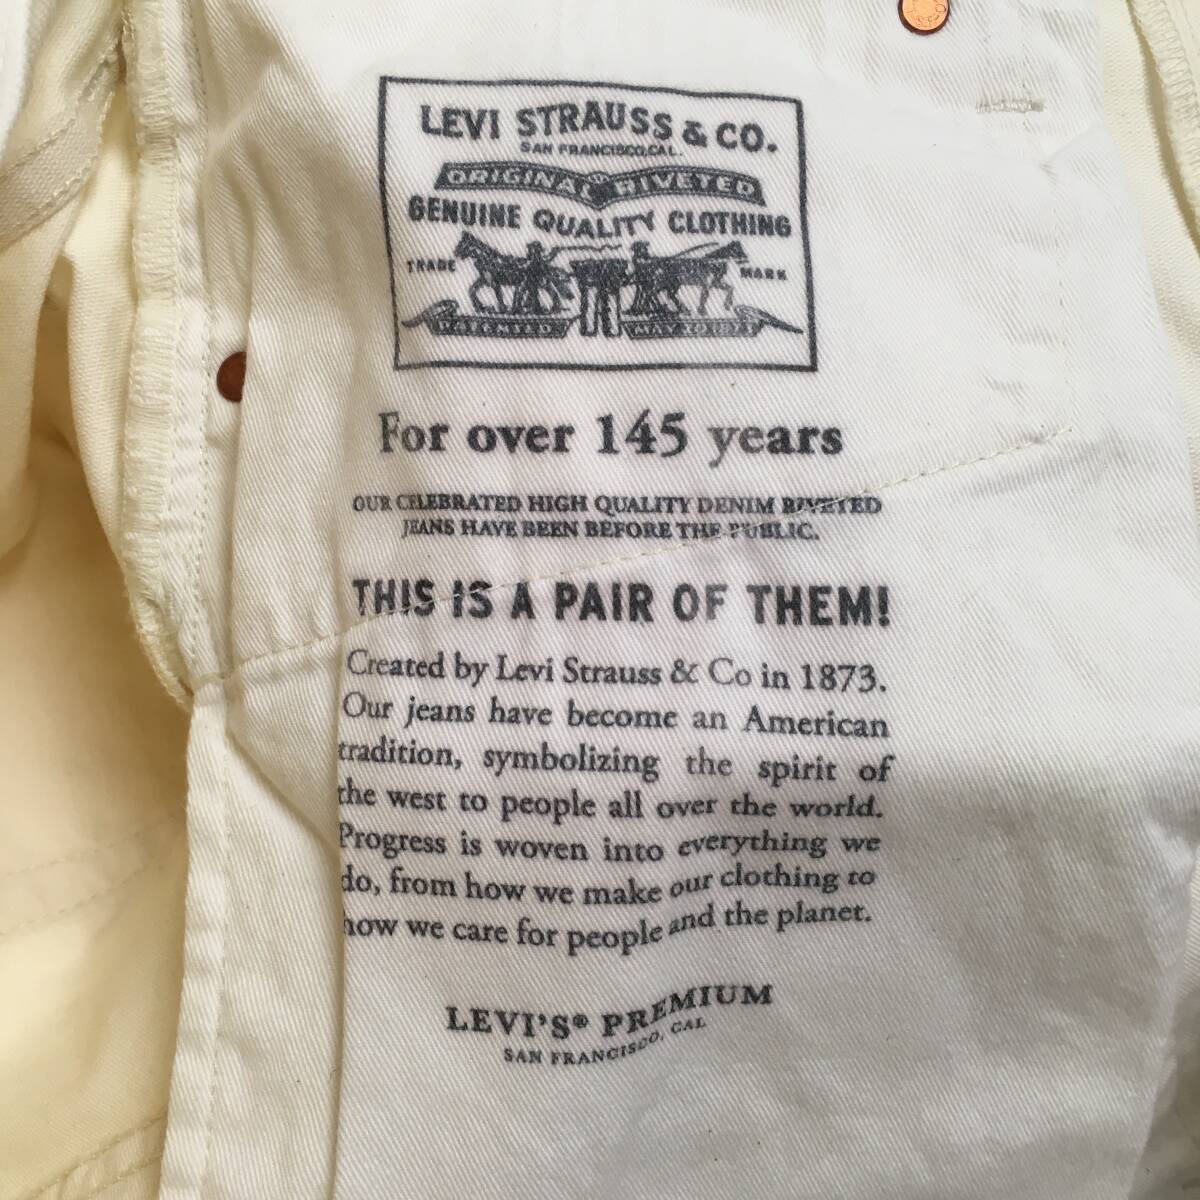 LEVI STRAUSS & CO.
SAN FRANCISCO, CAL.
ORIGINAL RIVETED
GENUINE QUALITY CLOTHING
TRADE MARK
PATENTED MAY 20 1873
For over 145 years
OUR CELEBRATED HIGH QUALITY DENIM RIVETED
JEANS HAVE BEEN BEFORE THE PUBLIC.
THIS IS A PAIR OF THEM!
Created by Levi Strauss & Co in 1873.
Our jeans have become an American
tradition, symbolizing the spirit of
the west to people all over the world.
Progress is woven into everything we
do, from how we make our clothing to
how we care for people and the planet.
LEVI'S® PREMIUM
SAN FRANCISCO, CAL